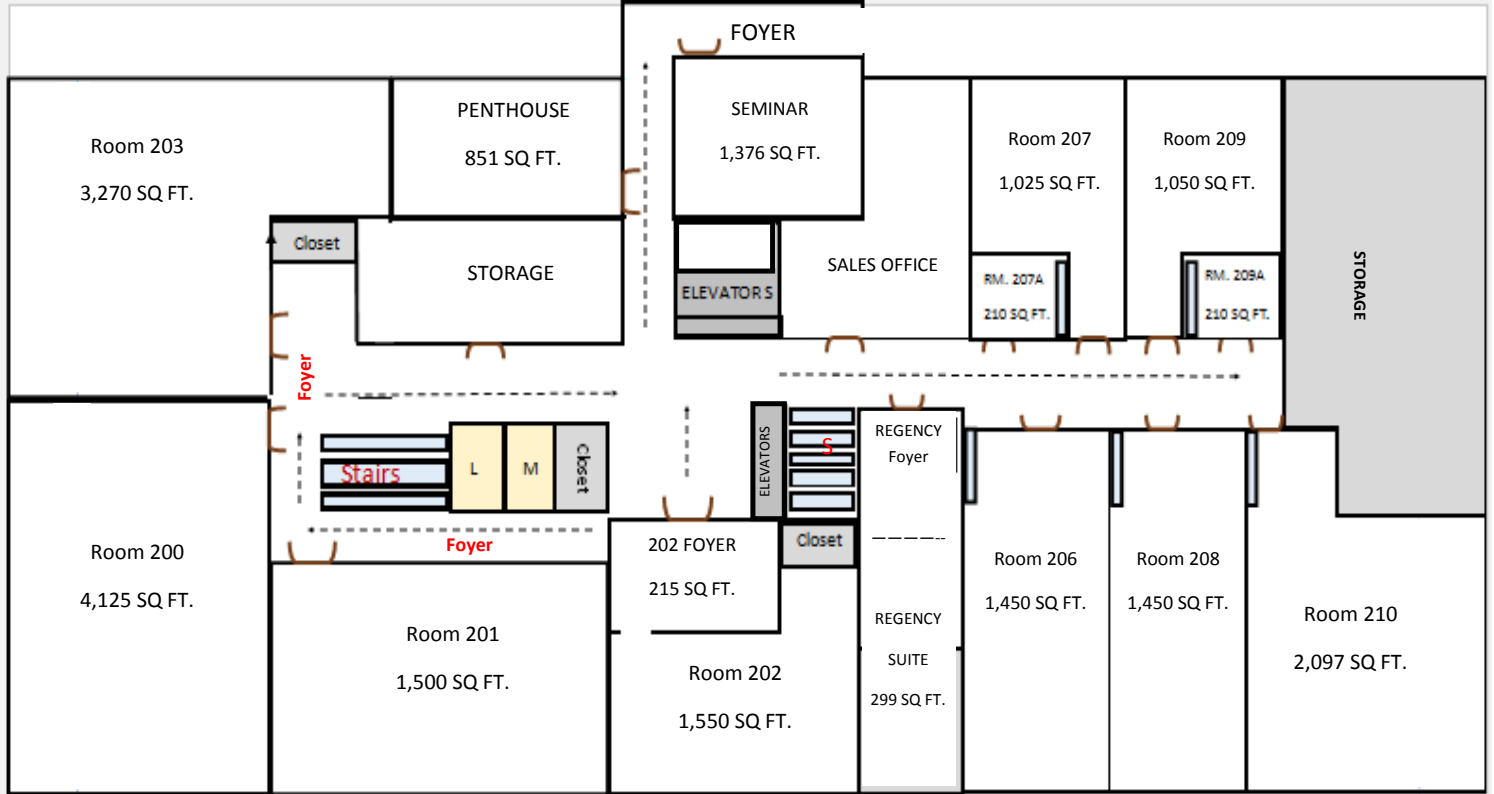 FOYER
Room 203
3,270 SQ FT.
PENTHOUSE
851 SQ FT.
SEMINAR
1,376 SQ FT.
Room 207
1,025 SQ FT.
Room 209
1,050 SQ FT.
Closet
STORAGE
ELEVATORS
SALES OFFICE
RM. 207A
210 SQ FT.
RM. 209A
210 SQ FT.
STORAGE
Foyer
Stairs
L
M
Closet
ELEVATORS
S
REGENCY
Foyer
Foyer
202 FOYER
215 SQ FT.
Closet
Room 200
4,125 SQ FT.
Room 201
1,500 SQ FT.
Room 202
1,550 SQ FT.
REGENCY
SUITE
299 SQ FT.
Room 206
1,450 SQ FT.
Room 208
1,450 SQ FT.
Room 210
2,097 SQ FT.